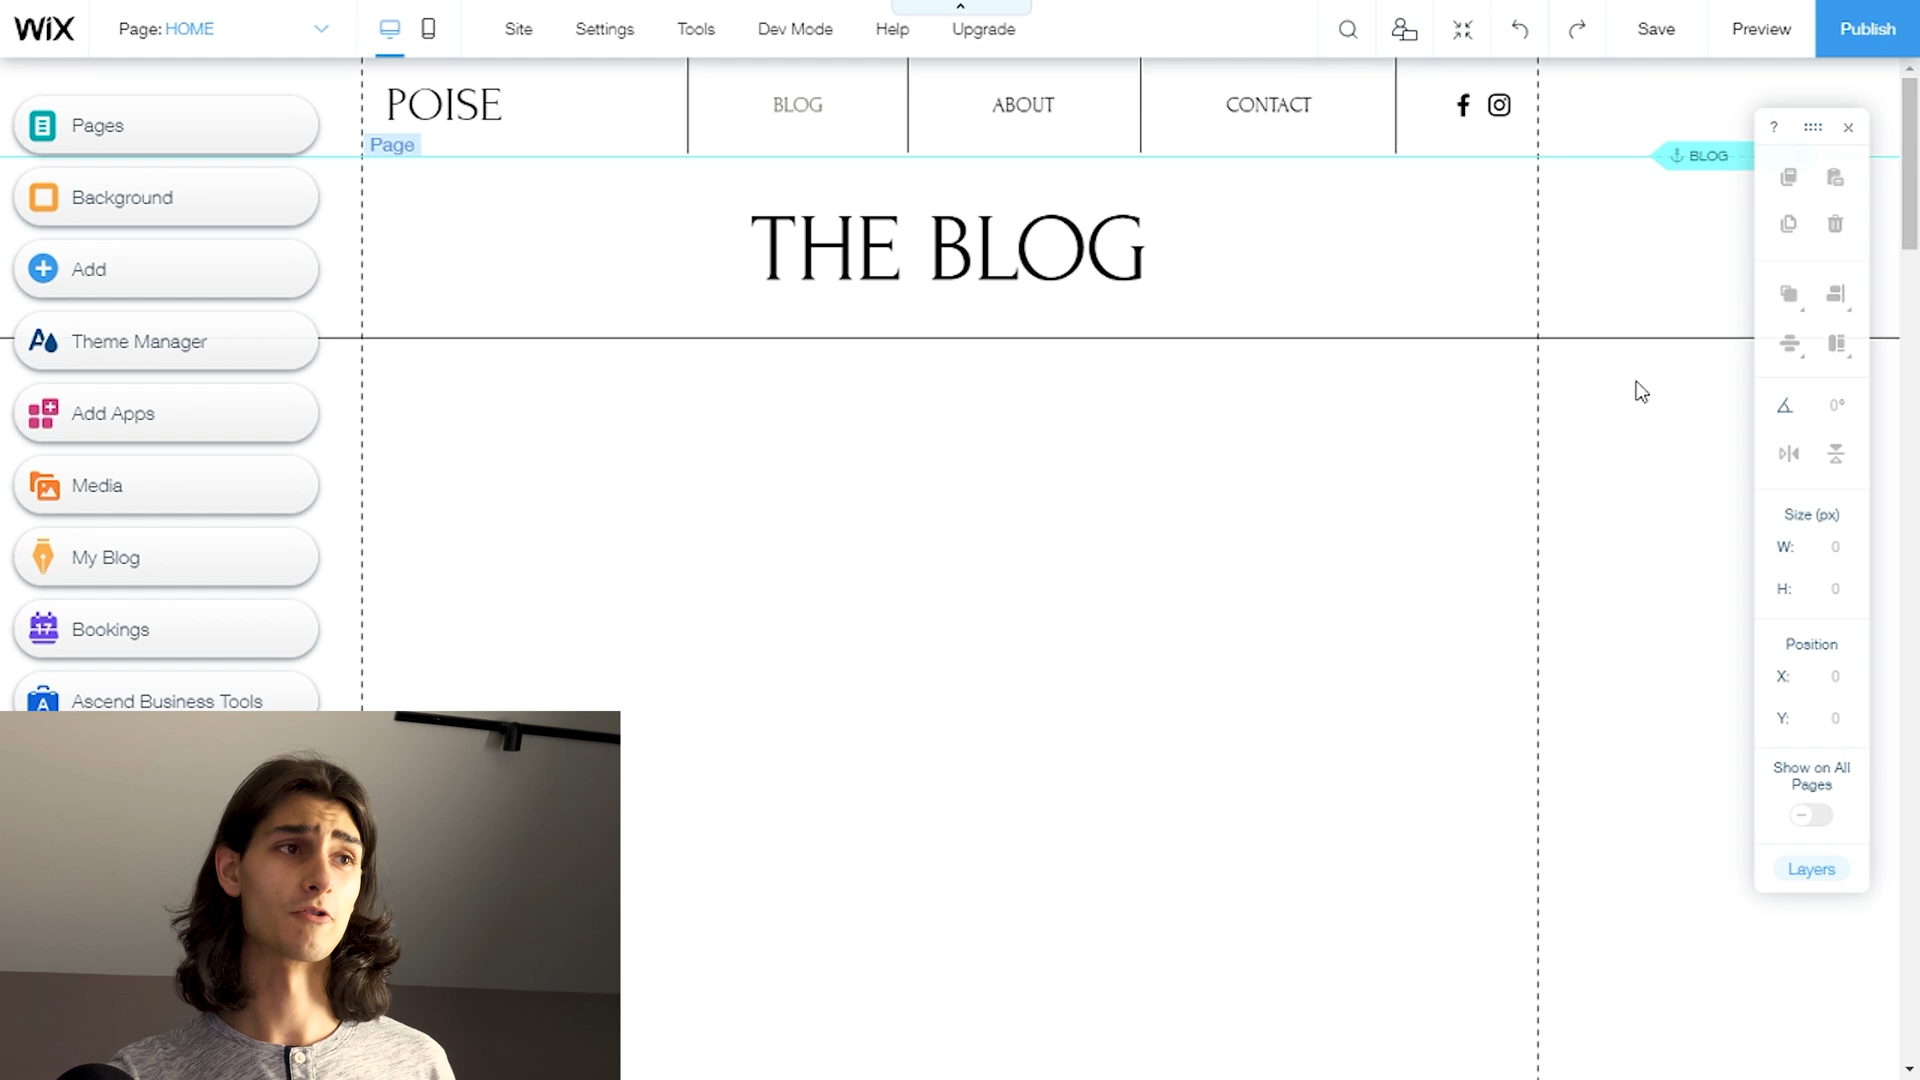 WiX
Page: HOME
Site
Settings
Tools
Dev Mode
Help
Upgrade
Save
Preview
Publish
POISE
BLOG
ABOUT
CONTACT
Page
BLOG
THE BLOG
Pages
Background
Add
Theme Manager
Add Apps
Media
My Blog
17
Bookings
A
Ascend Business Tools
?
0°
Size (px)
W: 0
H: 0
Position
X: 0
Y: 0
Show on All
Pages
Layers